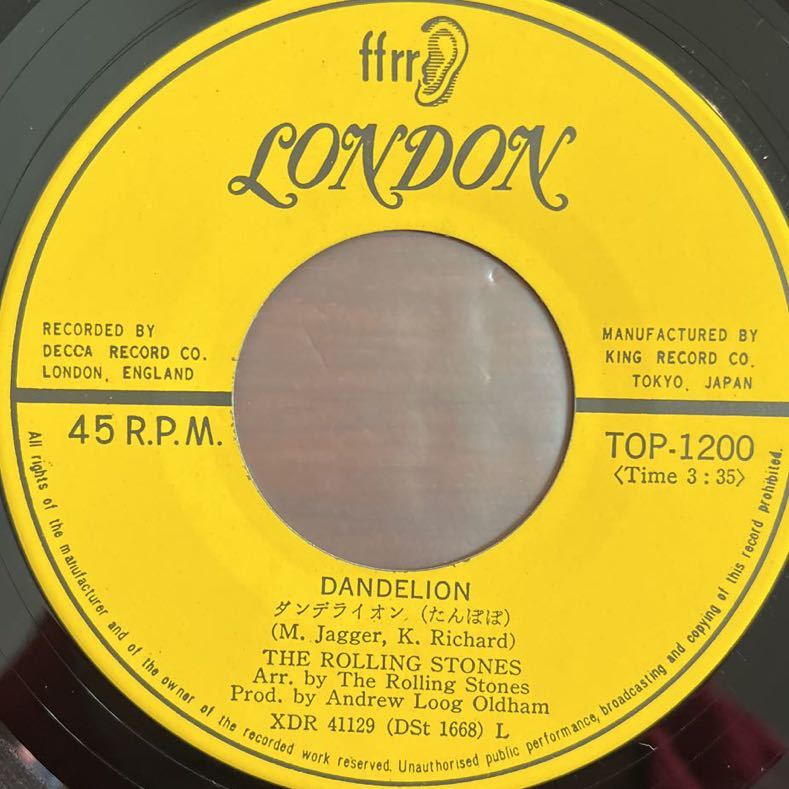 ffrr
LONDON
RECORDED BY
DECCA RECORD CO.
LONDON, ENGLAND
MANUFACTURED BY
KING RECORD CO.
TOKYO, JAPAN
45 R.P.M.
TOP-1200
〈Time 3 : 35〉
DANDELION
ダンデライオン (たんぽぽ)
(M. Jagger, K. Richard)
THE ROLLING STONES
Arr. by The Rolling Stones
Prod. by Andrew Loog Oldham
XDR 41129 (DSt 1668) L
All rights of the manufacturer and of the owner of the recorded work reserved. Unauthorised public performance, broadcasting and copying of this record prohibited.